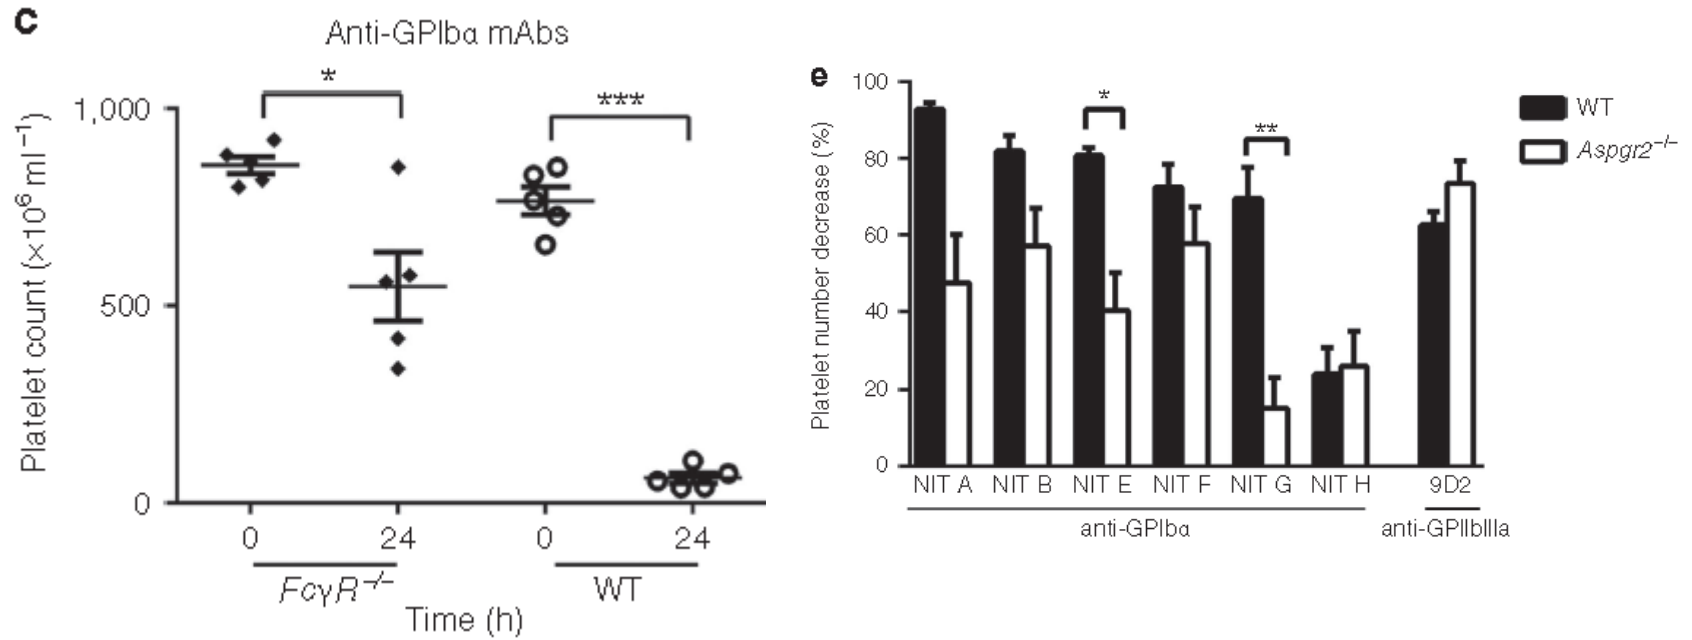 c
Anti-GPIbα mAbs
*
***
Platelet count (×10⁶ ml⁻¹)
1,000
500
0
0 24 0 24
FcγR⁻/⁻ WT
Time (h)
e
Platelet number decrease (%)
100
80
60
40
20
0
*
**
WT
Aspgr2⁻/⁻
NIT A NIT B NIT E NIT F NIT G NIT H 9D2
anti-GPIbα anti-GPIIbIIIa